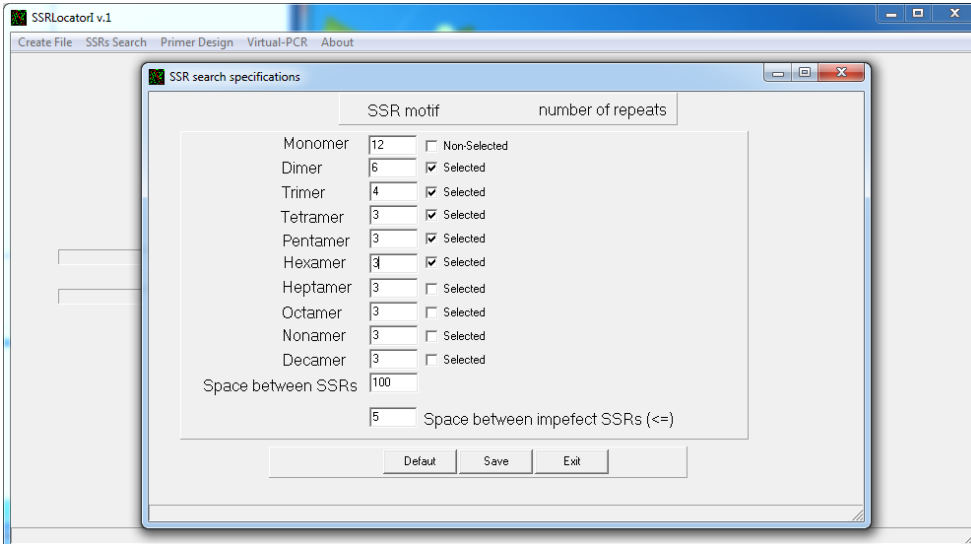 SSRLocatorI v.1
Create File SSRs Search Primer Design Virtual-PCR About
SSR search specifications
SSR motif number of repeats
Monomer 12 Non-Selected
Dimer 6 Selected
Trimer 4 Selected
Tetramer 3 Selected
Pentamer 3 Selected
Hexamer 3 Selected
Heptamer 3 Selected
Octamer 3 Selected
Nonamer 3 Selected
Decamer 3 Selected
Space between SSRs 100
5 Space between impefect SSRs (<=)
Defaut Save Exit